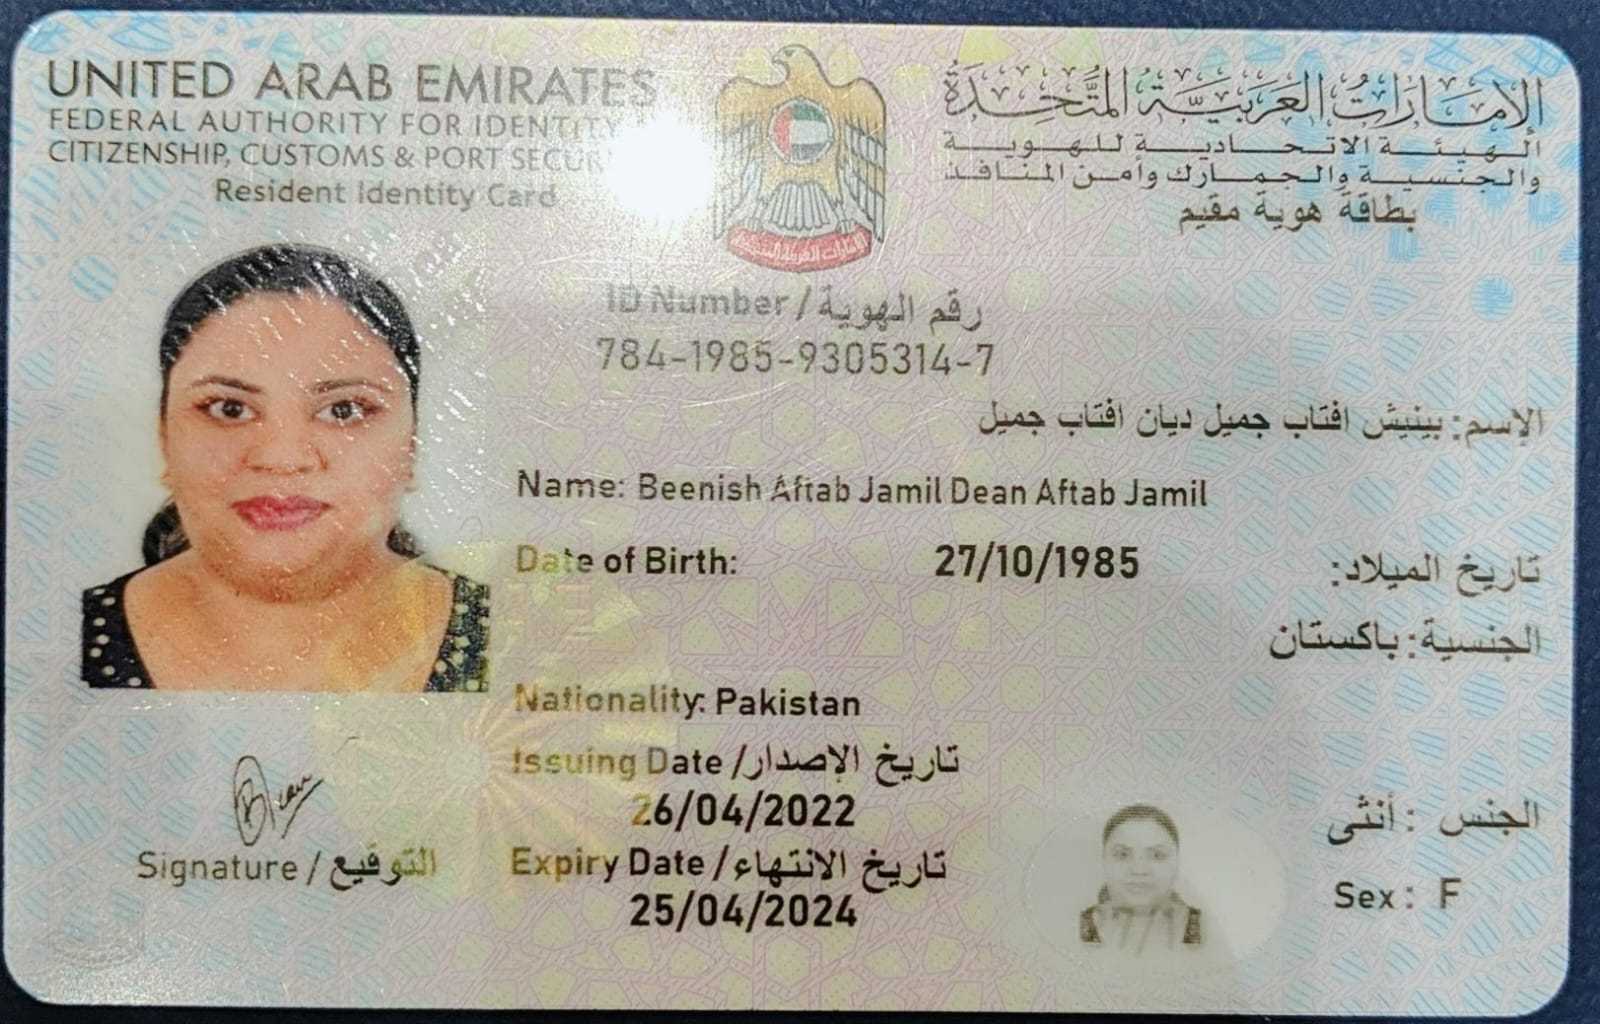 UNITED ARAB EMIRATES
FEDERAL AUTHORITY FOR IDENTITY
CITIZENSHIP, CUSTOMS & PORT
Resident Identity Card
الإمارات العربية المتحدة
الهيئة الاتحادية للهوية
والجنسية والجمارك وأمن المنافذ
بطاقة هوية مقيم
ID Number / رقم الهوية
784-1985-9305314-7
الإسم: بينيش افتاب جميل ديان افتاب جميل
Name: Beenish Aftab Jamil Dean Aftab Jamil
Date of Birth: 27/10/1985 تاريخ الميلاد:
الجنسية: باكستان
Nationality: Pakistan
Issuing Date / تاريخ الإصدار
26/04/2022
Expiry Date / تاريخ الانتهاء
25/04/2024
الجنس : أنثى
Sex : F
Signature / التوقيع